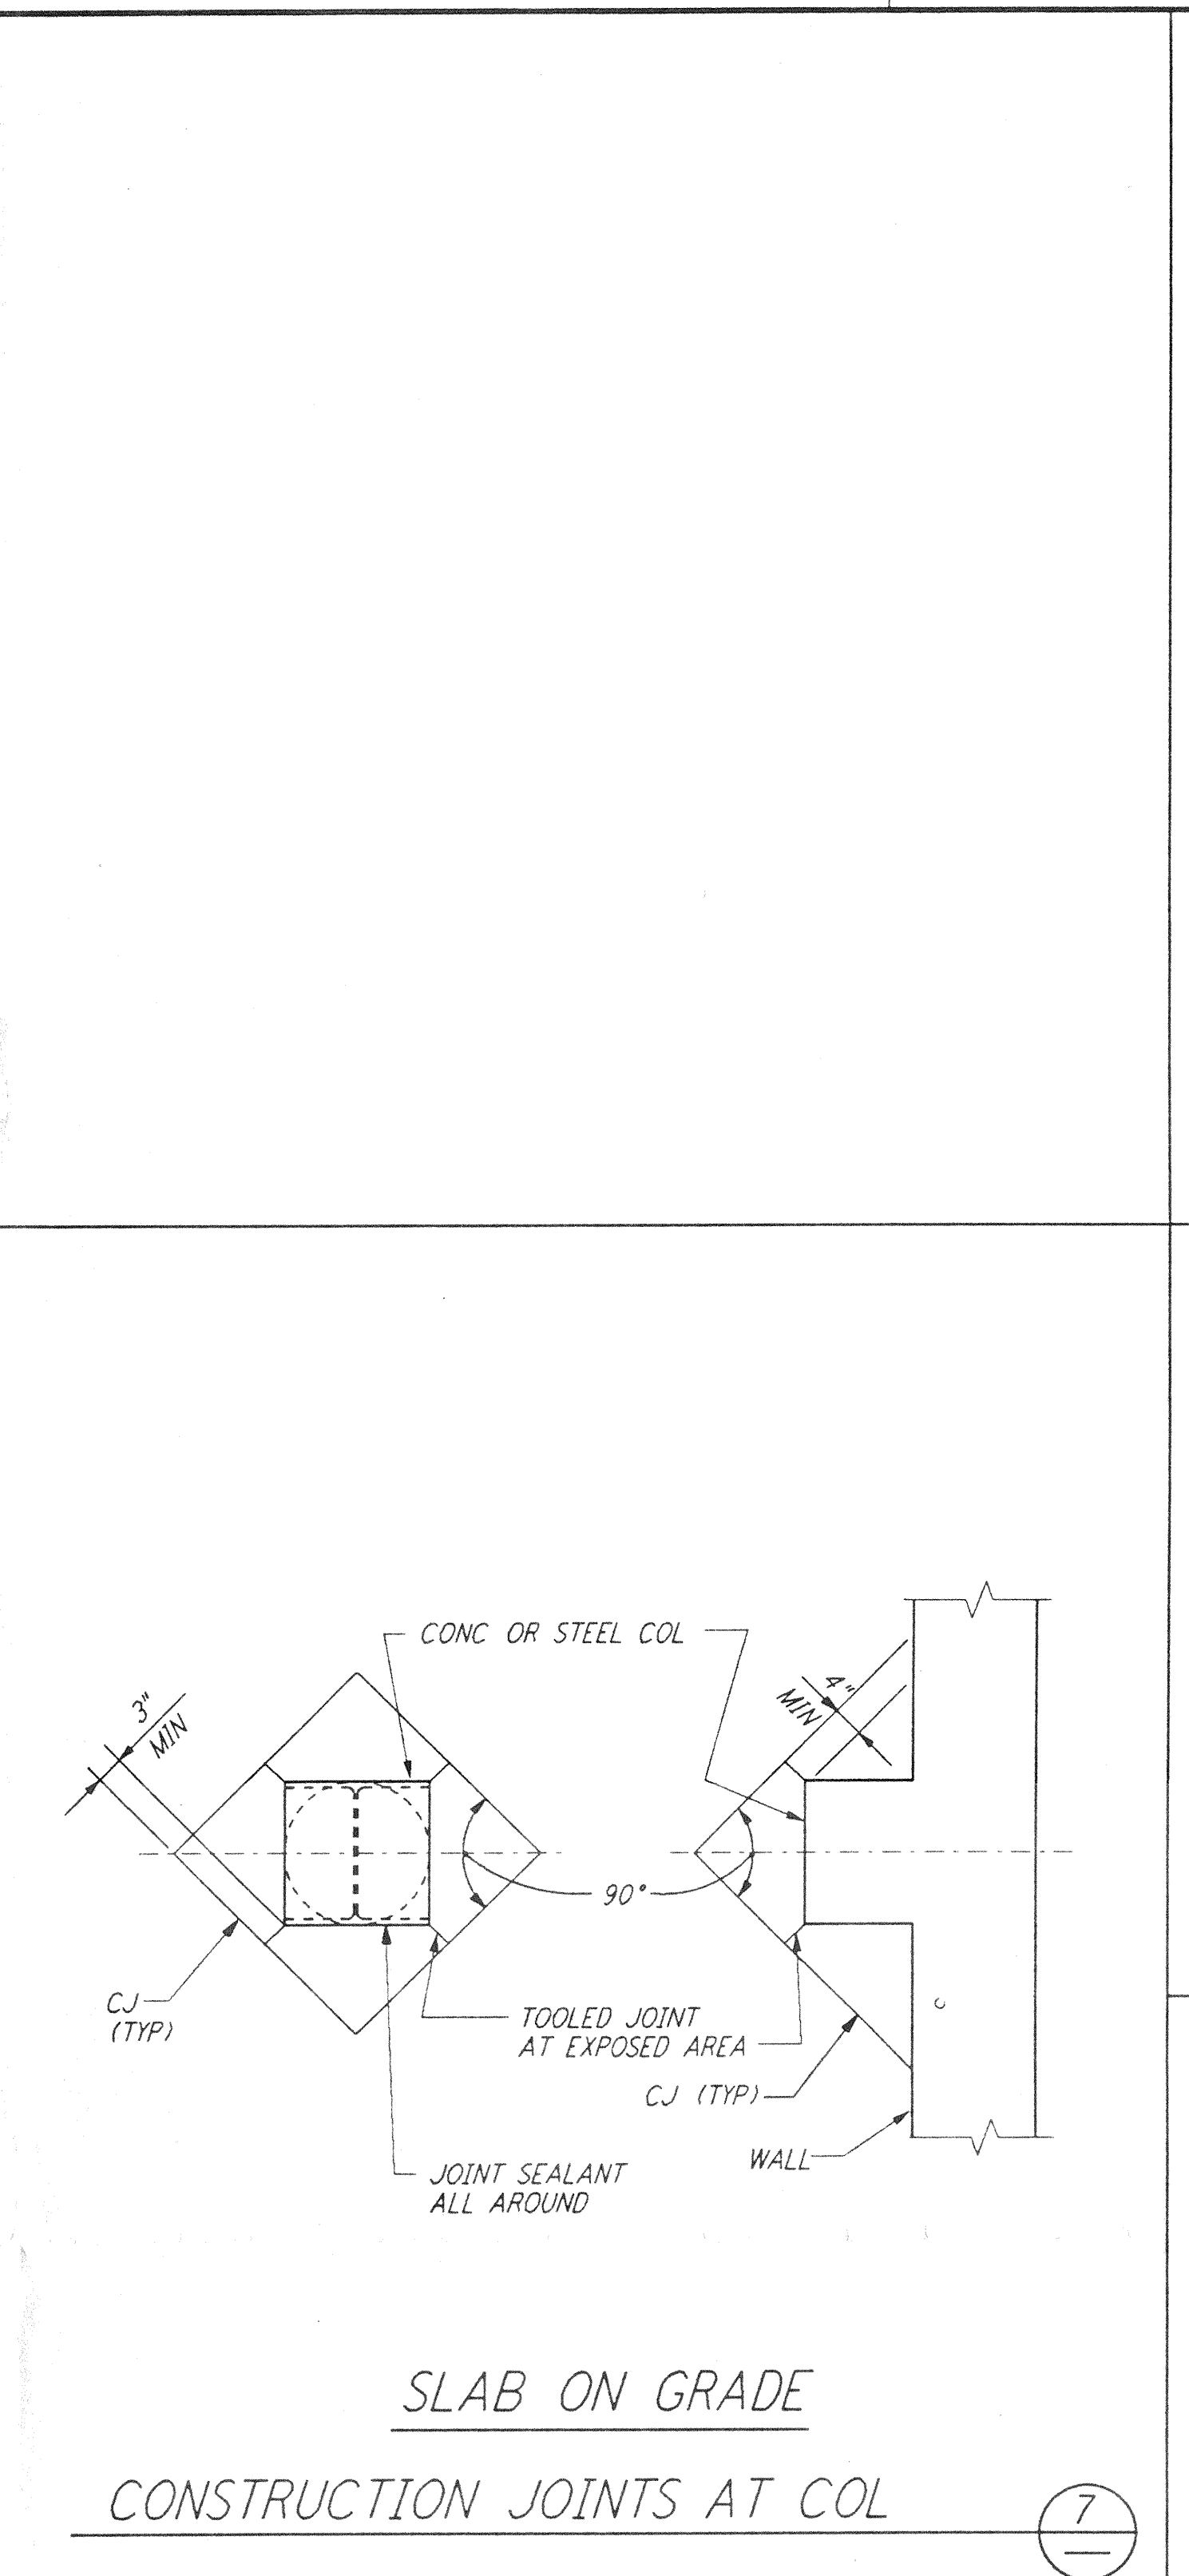 CONC OR STEEL COL
3"
MIN
4"
MIN
90°
CJ
(TYP)
TOOLED JOINT
AT EXPOSED AREA
CJ (TYP)
WALL
JOINT SEALANT
ALL AROUND
SLAB ON GRADE
CONSTRUCTION JOINTS AT COL
7
—